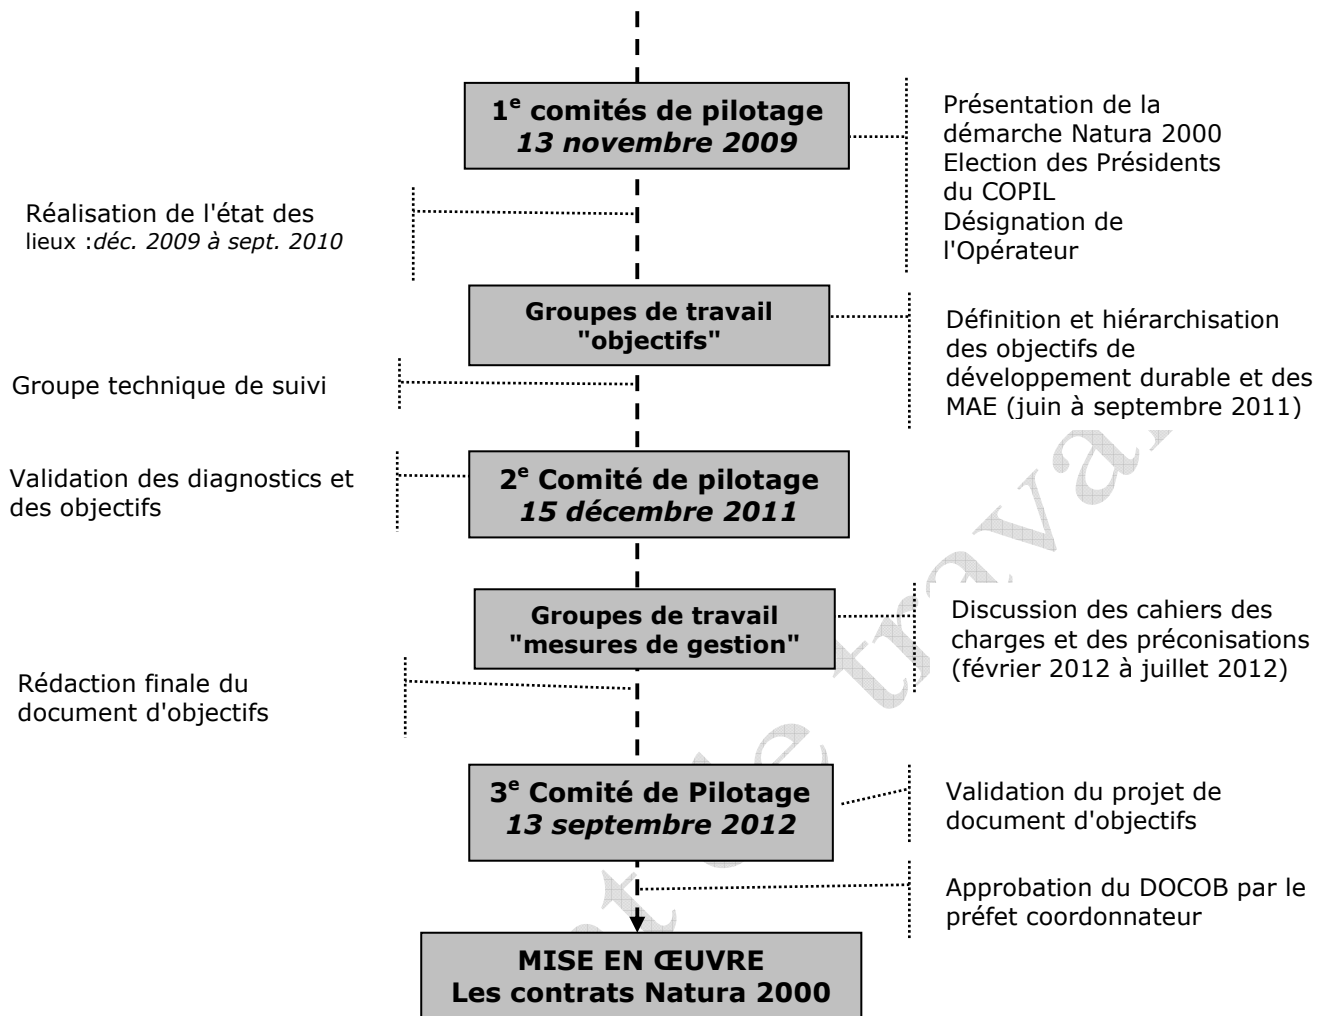 1e comités de pilotage
13 novembre 2009
Présentation de la
démarche Natura 2000
Election des Présidents
du COPIL
Désignation de
l'Opérateur
Réalisation de l'état des
lieux :déc. 2009 à sept. 2010
Groupes de travail
"objectifs"
Définition et hiérarchisation
des objectifs de
développement durable et des
MAE (juin à septembre 2011)
Groupe technique de suivi
2e Comité de pilotage
15 décembre 2011
Validation des diagnostics et
des objectifs
Groupes de travail
"mesures de gestion"
Discussion des cahiers des
charges et des préconisations
(février 2012 à juillet 2012)
Rédaction finale du
document d'objectifs
3e Comité de Pilotage
13 septembre 2012
Validation du projet de
document d'objectifs
Approbation du DOCOB par le
préfet coordonnateur
MISE EN ŒUVRE
Les contrats Natura 2000